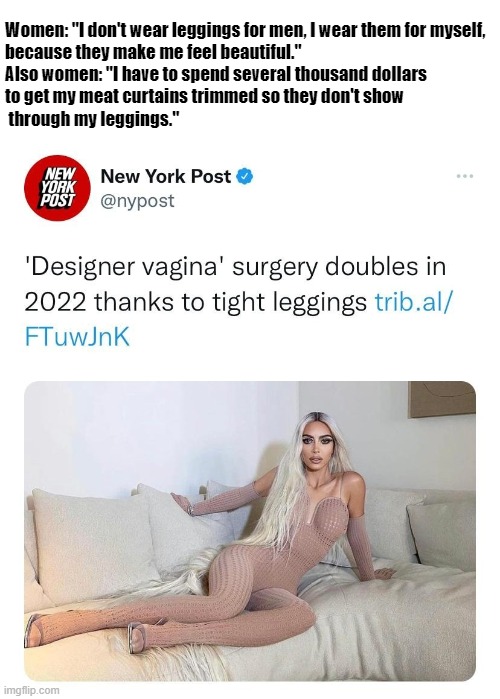 Women: "I don't wear leggings for men, I wear them for myself,
because they make me feel beautiful."
Also women: "I have to spend several thousand dollars
to get my meat curtains trimmed so they don't show
through my leggings."
NEW
YORK
POST
New York Post
@nypost
'Designer vagina' surgery doubles in
2022 thanks to tight leggings trib.al/
FTuwJnK
imgflip.com